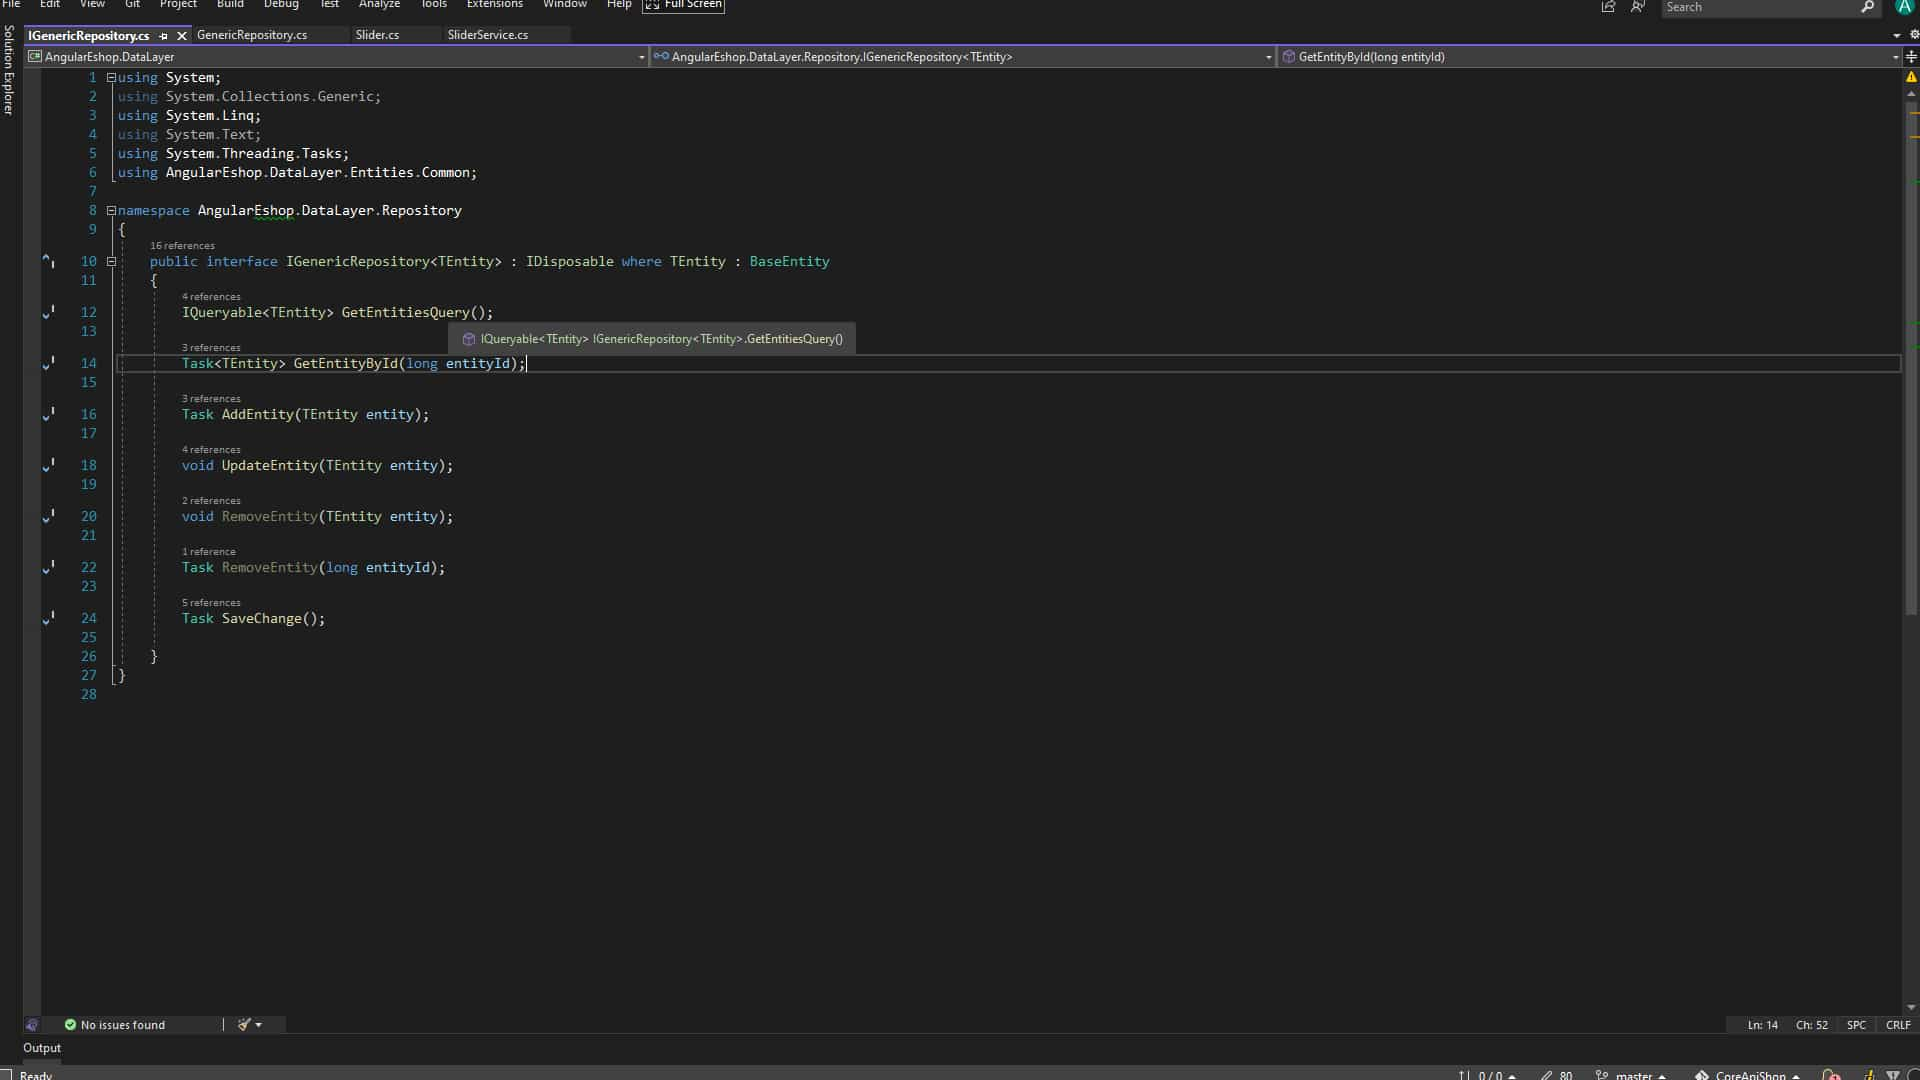 File Edit View Git Project Build Debug Test Analyze Tools Extensions Window Help Full Screen Search A
Solution Explorer
IGenericRepository.cs GenericRepository.cs Slider.cs SliderService.cs
C# AngularEshop.DataLayer AngularEshop.DataLayer.Repository.IGenericRepository<TEntity> GetEntityById(long entityId)
1 using System;
2 using System.Collections.Generic;
3 using System.Linq;
4 using System.Text;
5 using System.Threading.Tasks;
6 using AngularEshop.DataLayer.Entities.Common;
7
8 namespace AngularEshop.DataLayer.Repository
9 {
16 references
10 public interface IGenericRepository<TEntity> : IDisposable where TEntity : BaseEntity
11 {
4 references
12 IQueryable<TEntity> GetEntitiesQuery();
13
IQueryable<TEntity> IGenericRepository<TEntity>.GetEntitiesQuery()
3 references
14 Task<TEntity> GetEntityById(long entityId);
15
3 references
16 Task AddEntity(TEntity entity);
17
4 references
18 void UpdateEntity(TEntity entity);
19
2 references
20 void RemoveEntity(TEntity entity);
21
1 reference
22 Task RemoveEntity(long entityId);
23
5 references
24 Task SaveChange();
25
26 }
27 }
28
No issues found Ln: 14 Ch: 52 SPC CRLF
Output
Ready 0 / 0 80 master CoreApiShop